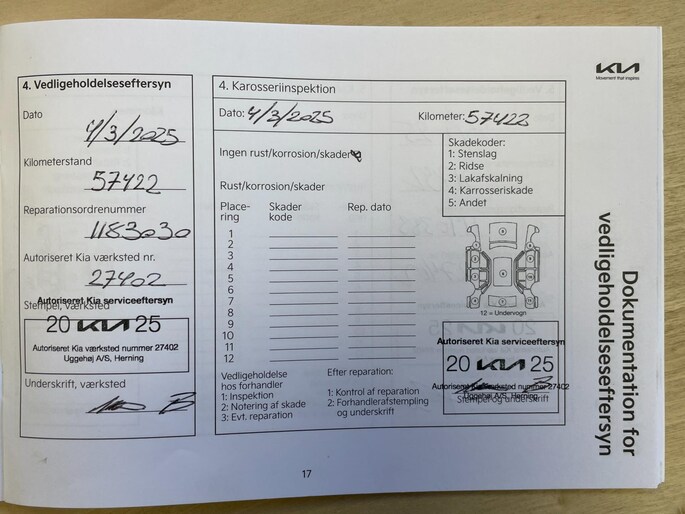 KIA
Movement that inspires
Dokumentation for
vedligeholdelseseftersyn
4. Vedligeholdelseseftersyn
Dato
4/3/2025
Kilometerstand
57422
Reparationsordrenummer
1183030
Autoriseret Kia værksted nr.
27402
Stempel, værksted
Autoriseret Kia serviceeftersyn
20 KIA 25
Autoriseret Kia værksted nummer 27402
Uggehøj A/S, Herning
Underskrift, værksted
4. Karosseriinspektion
Dato: 4/3/2025
Kilometer: 57422
Ingen rust/korrosion/skader
Rust/korrosion/skader
Skadekoder:
1: Stenslag
2: Ridse
3: Lakafskalning
4: Karrosseriskade
5: Andet
Place-
ring
Skader
kode
Rep. dato
1
2
3
4
5
6
7
8
9
10
11
12
12 = Undervogn
Vedligeholdelse
hos forhandler
1: Inspektion
2: Notering af skade
3: Evt. reparation
Efter reparation:
1: Kontrol af reparation
2: Forhandlerafstempling
og underskrift
Autoriseret Kia serviceeftersyn
20 KIA 25
Autoriseret Kia værksted nummer 27402
Uggehøj A/S, Herning
Stempel og underskrift
17